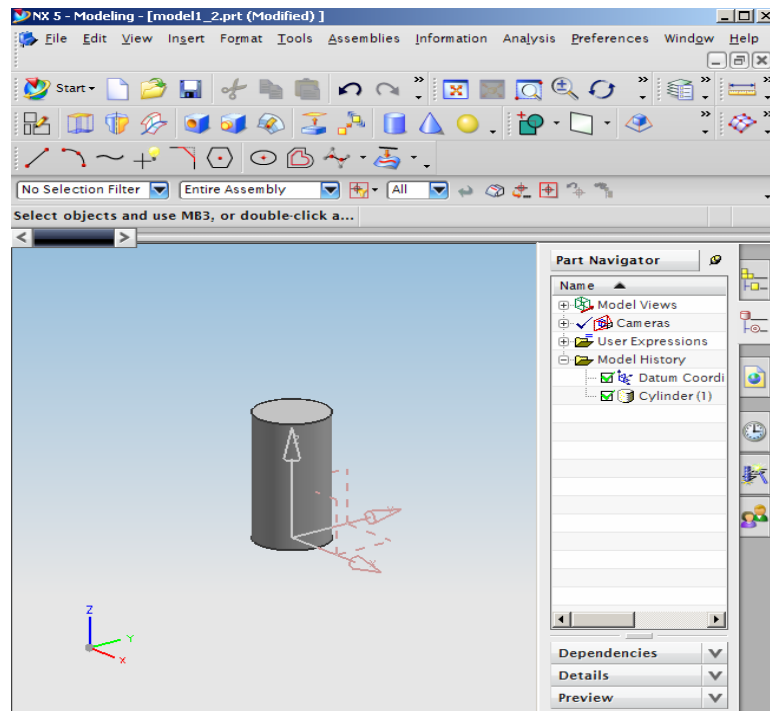 NX 5 - Modeling - [model1_2.prt (Modified) ]
File Edit View Insert Format Tools Assemblies Information Analysis Preferences Window Help
Start
No Selection Filter Entire Assembly All
Select objects and use MB3, or double-click a...
Part Navigator
Name
Model Views
Cameras
User Expressions
Model History
Datum Coordi
Cylinder (1)
Z
Y
X
Dependencies
Details
Preview